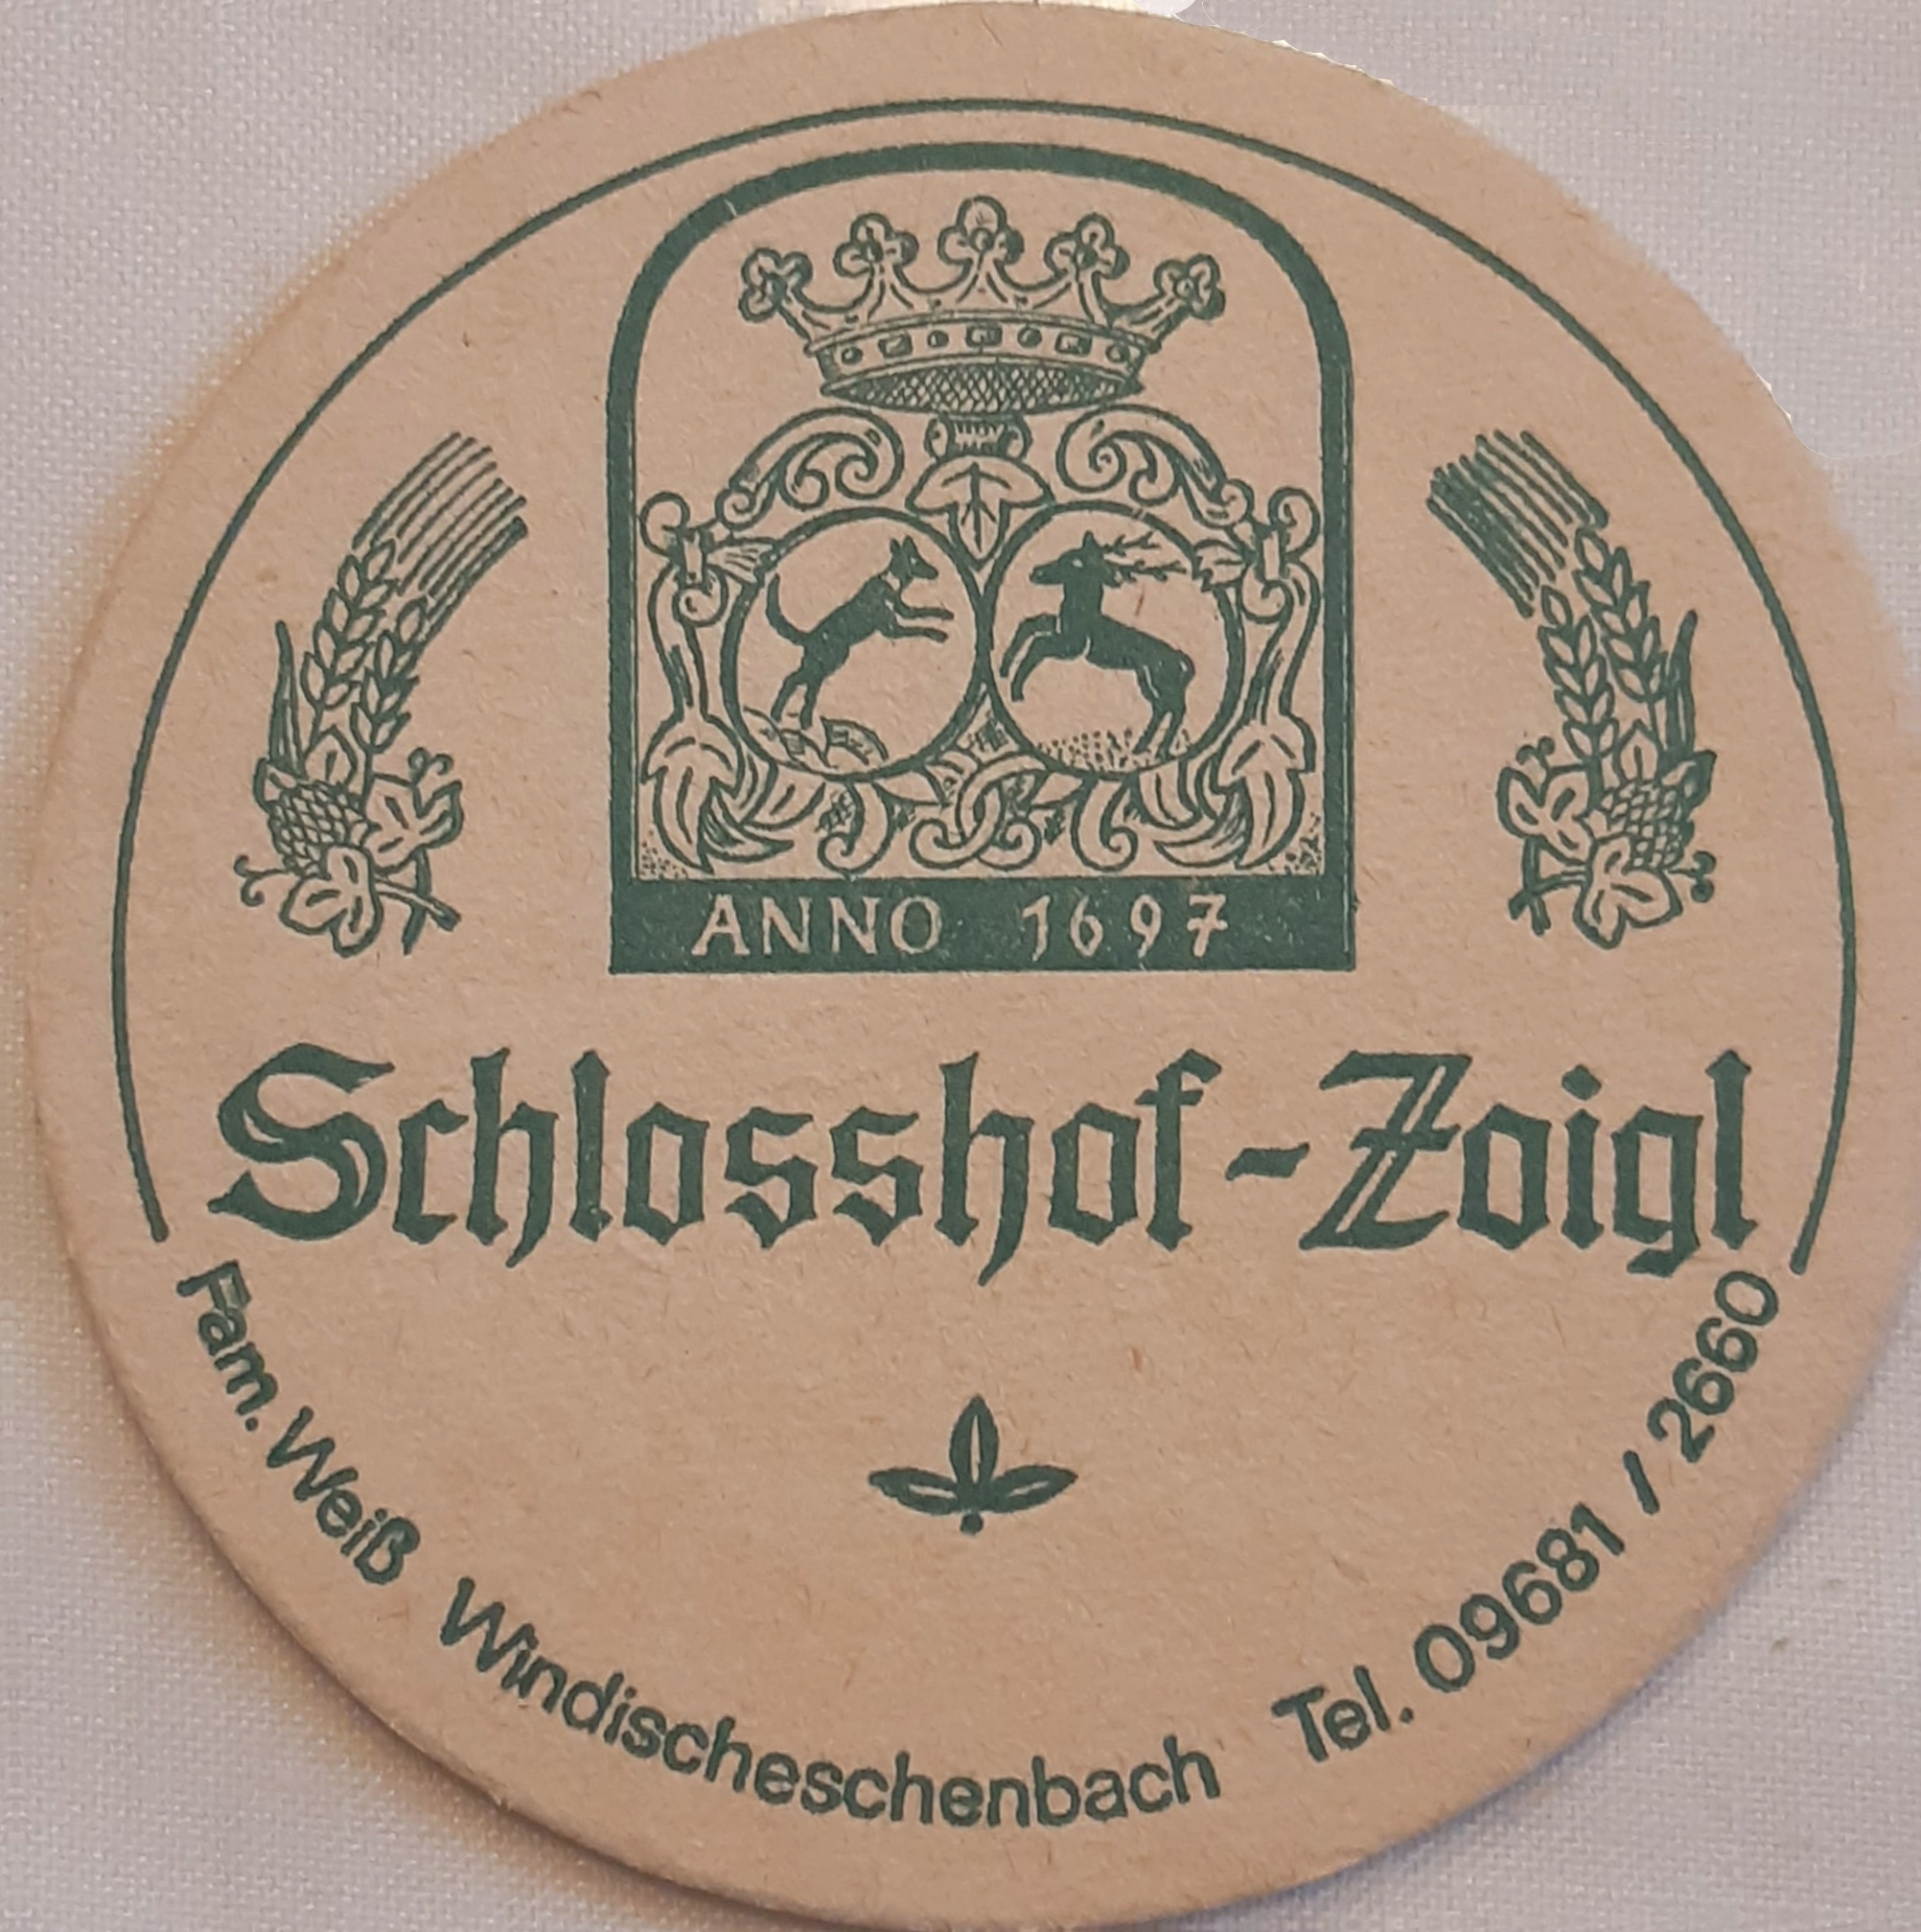 ANNO 1697
Schlosshof-Zoigl
Fam. Weiß Windischeschenbach Tel. 09681 / 2660